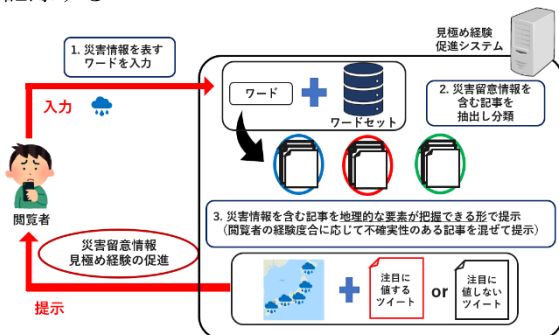 見極め経験
促進システム
1. 災害情報を表す
ワードを入力
入力
ワード
ワードセット
2. 災害留意情報を
含む記事を
抽出し分類
閲覧者
3. 災害情報を含む記事を地理的な要素が把握できる形で提示
(閲覧者の経験度合に応じて不確実性のある記事を混ぜて提示)
災害留意情報
見極め経験の促進
提示
注目に
値する
ツイート
or
注目に
値しない
ツイート